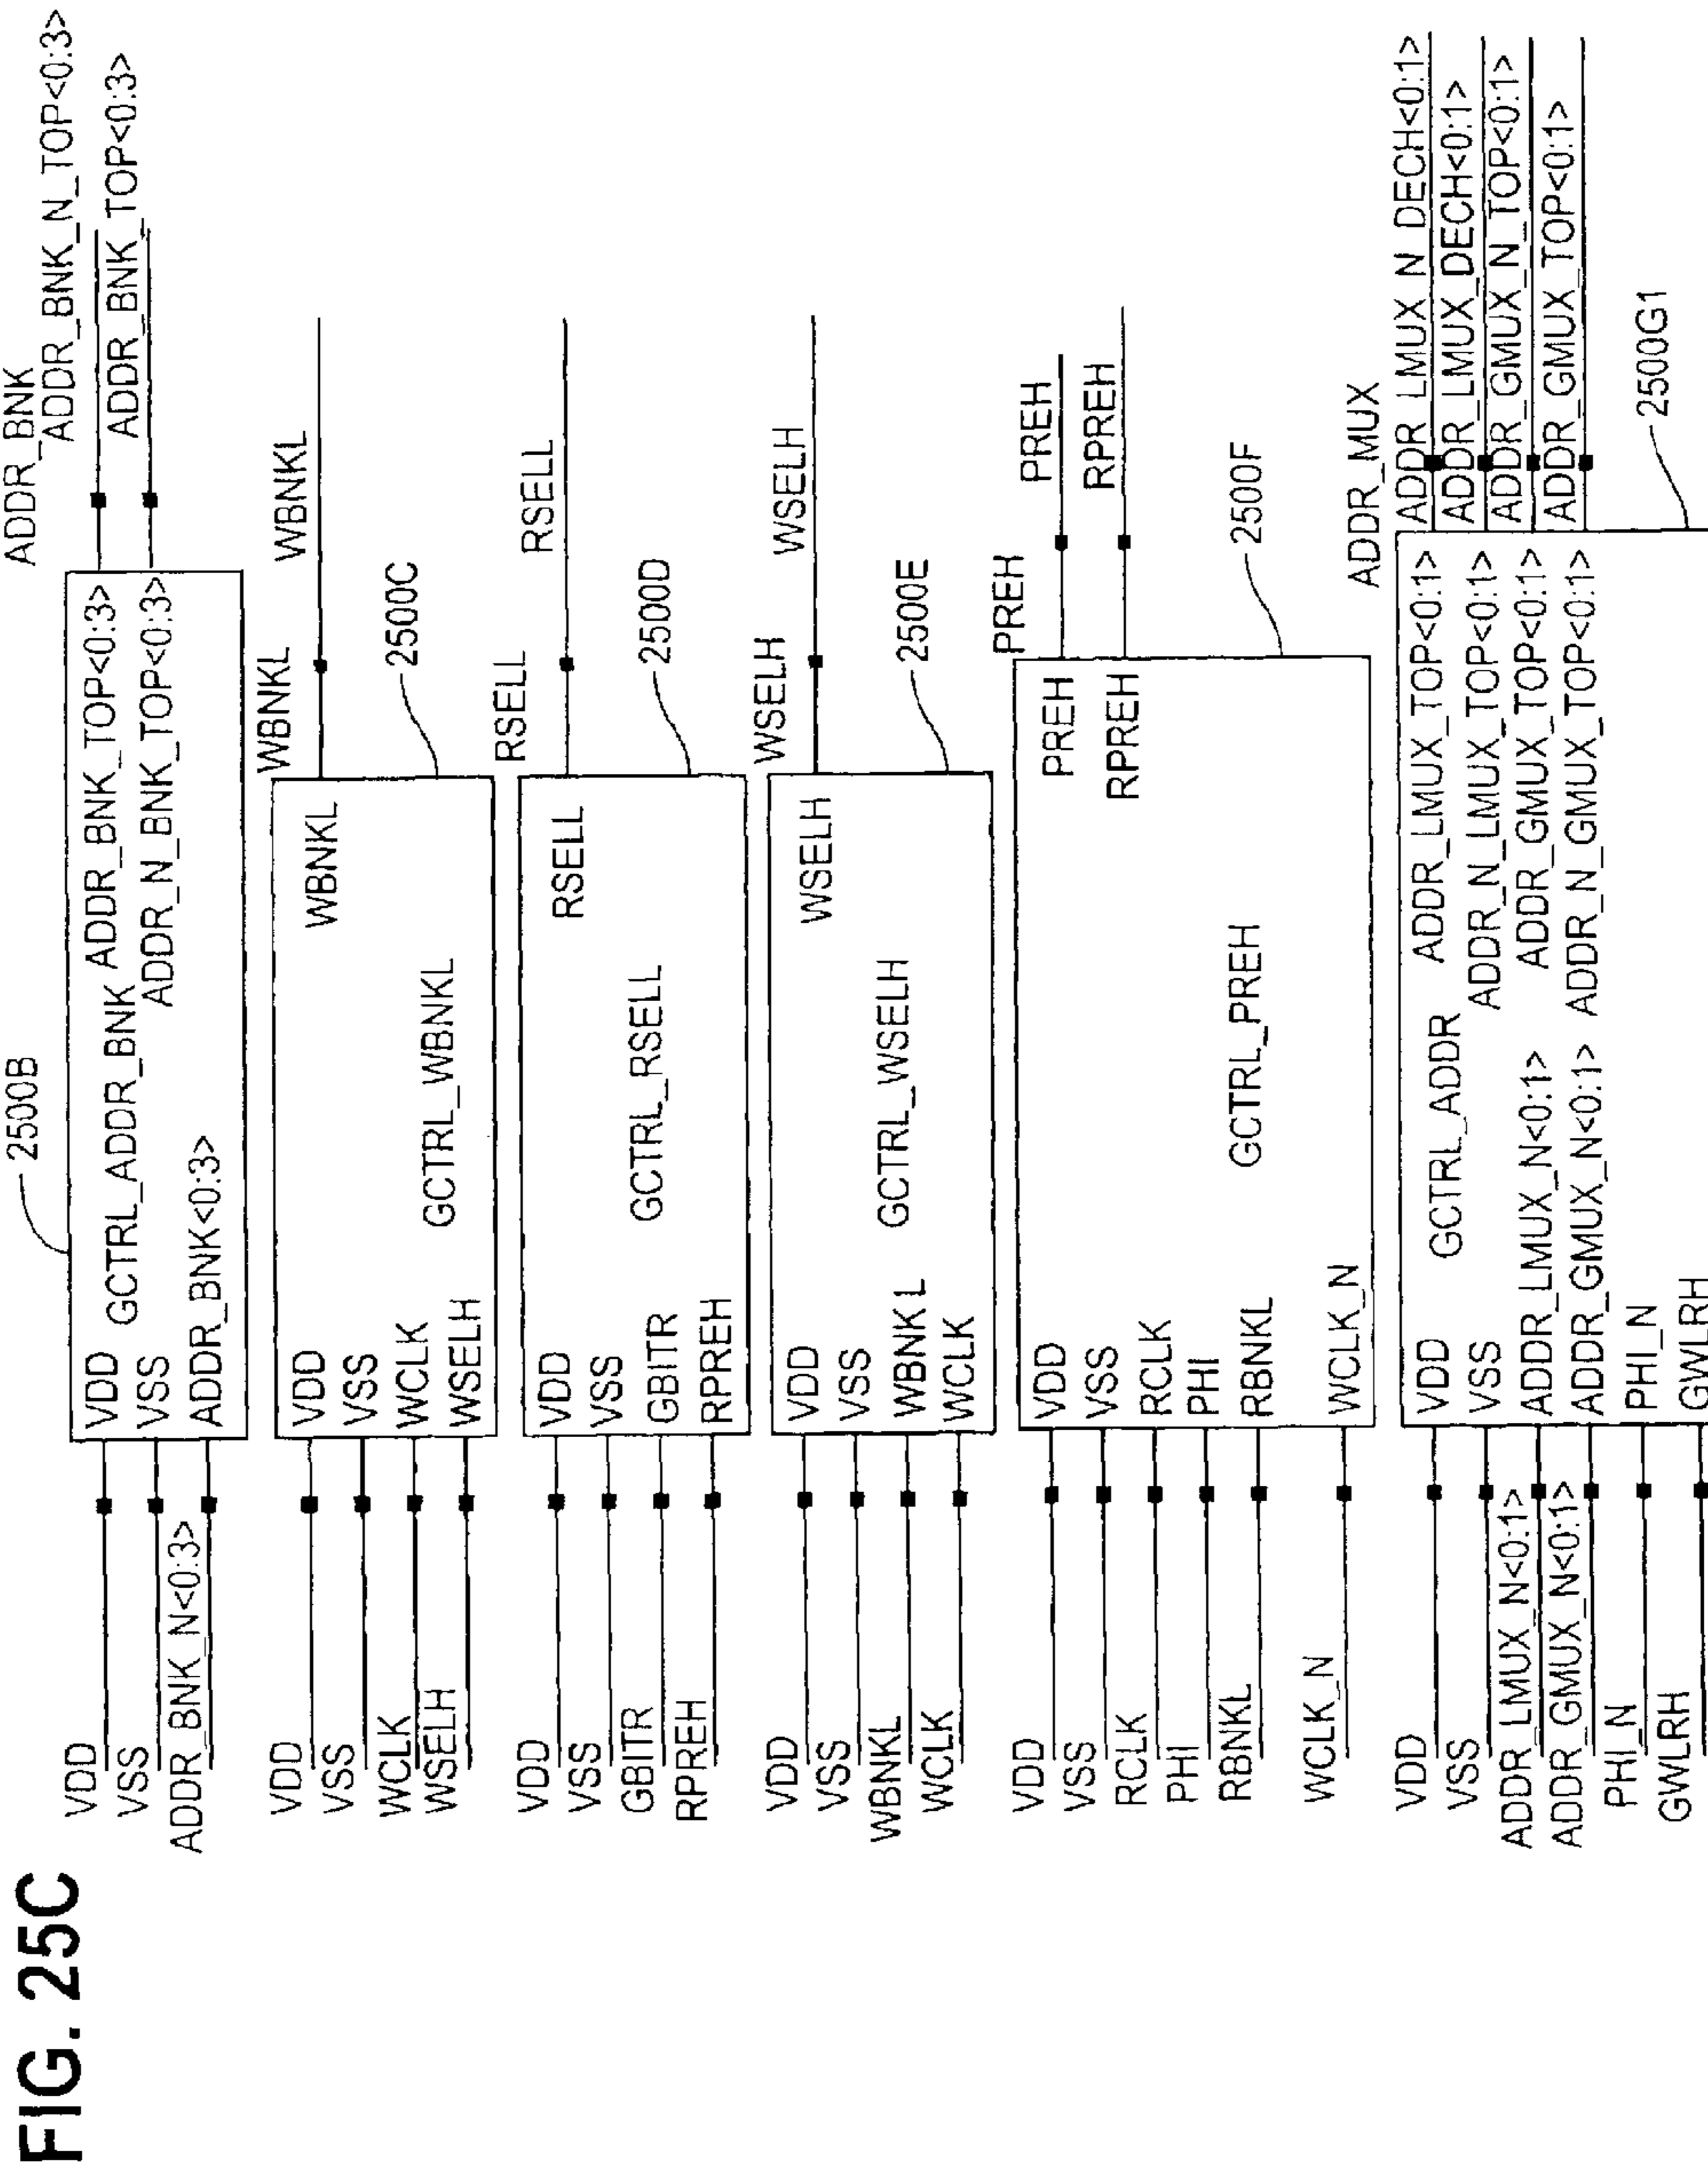 FIG. 25C
2500B
ADDR_BNK
VDD
VDD
GCTRL_ADDR_BNK
ADDR_BNK_TOP<0:3>
ADDR_BNK_N_TOP<0:3>
VSS
VSS
ADDR_N_BNK_TOP<0:3>
ADDR_BNK_TOP<0:3>
ADDR_BNK_N<0:3>
ADDR_BNK<0:3>
WBNKL
VDD
VDD
WBNKL
WBNKL
VSS
VSS
2500C
WCLK
WCLK
GCTRL_WBNKL
WSELH
WSELH
RSELL
VDD
VDD
RSELL
RSELL
VSS
VSS
GBITR
GBITR
GCTRL_RSELL
2500D
RPREH
RPREH
WSELH
VDD
VDD
WSELH
WSELH
VSS
VSS
WBNKL
WBNKL
GCTRL_WSELH
2500E
WCLK
WCLK
PREH
VDD
VDD
PREH
PREH
VSS
VSS
RPREH
RPREH
RCLK
RCLK
PHI
PHI
RBNKL
RBNKL
GCTRL_PREH
2500F
WCLK_N
WCLK_N
ADDR_MUX
VDD
VDD
GCTRL_ADDR
ADDR_LMUX_TOP<0:1>
ADDR_LMUX_N_DECH<0:1>
VSS
VSS
ADDR_N_LMUX_TOP<0:1>
ADDR_LMUX_DECH<0:1>
ADDR_LMUX_N<0:1>
ADDR_LMUX_N<0:1>
ADDR_GMUX_TOP<0:1>
ADDR_GMUX_N_TOP<0:1>
ADDR_GMUX_N<0:1>
ADDR_GMUX_N<0:1>
ADDR_N_GMUX_TOP<0:1>
ADDR_GMUX_TOP<0:1>
PHI_N
PHI_N
2500G1
GWLRH
GWLRH